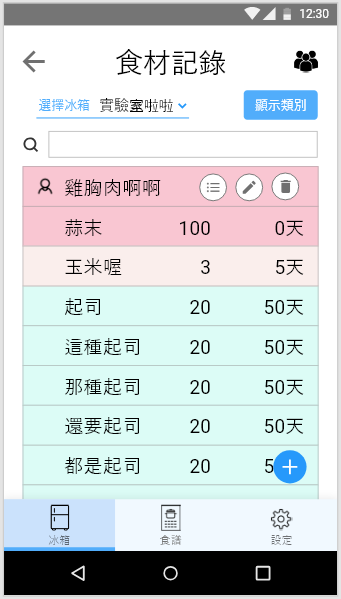 12:30
食材記錄
選擇冰箱 實驗室啦啦 顯示類別
雞胸肉啊啊
蒜末 100 0天
玉米喔 3 5天
起司 20 50天
這種起司 20 50天
那種起司 20 50天
還要起司 20 50天
都是起司 20 5
冰箱 食譜 設定